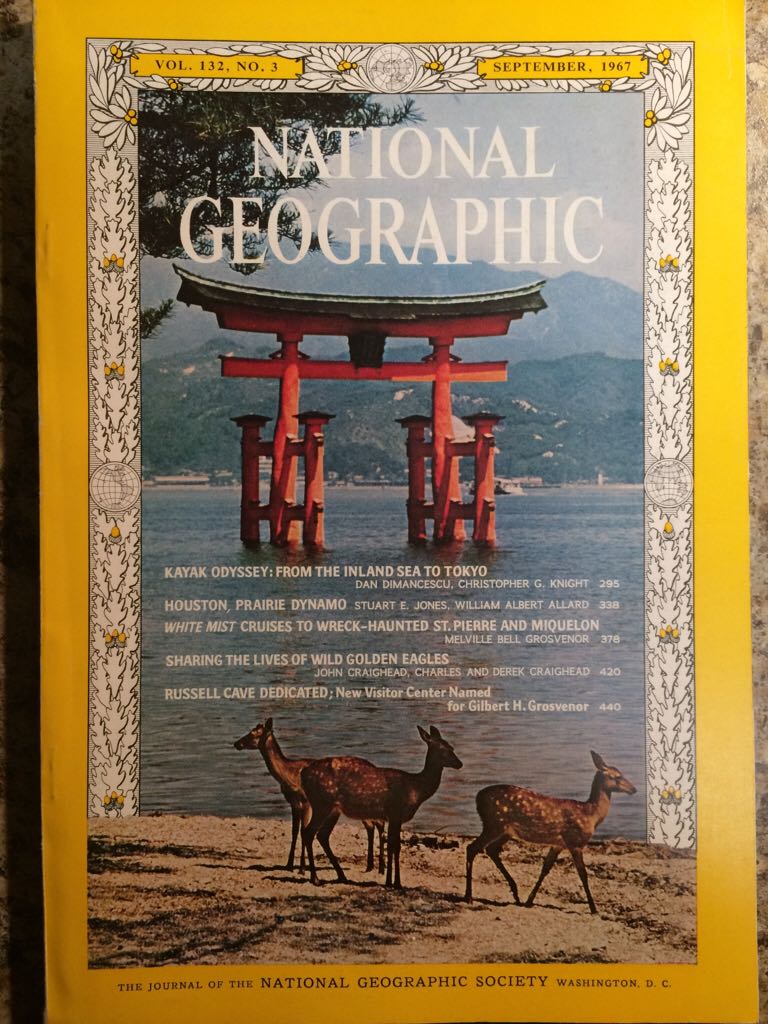 VOL. 132, NO. 3
SEPTEMBER, 1967
NATIONAL
GEOGRAPHIC
KAYAK ODYSSEY: FROM THE INLAND SEA TO TOKYO
DAN DIMANCESCU, CHRISTOPHER G. KNIGHT 295
HOUSTON, PRAIRIE DYNAMO STUART E. JONES, WILLIAM ALBERT ALLARD 338
WHITE MIST CRUISES TO WRECK-HAUNTED ST. PIERRE AND MIQUELON
MELVILLE BELL GROSVENOR 378
SHARING THE LIVES OF WILD GOLDEN EAGLES
JOHN CRAIGHEAD, CHARLES AND DEREK CRAIGHEAD 420
RUSSELL CAVE DEDICATED; New Visitor Center Named
for Gilbert H. Grosvenor 440
THE JOURNAL OF THE NATIONAL GEOGRAPHIC SOCIETY WASHINGTON, D. C.